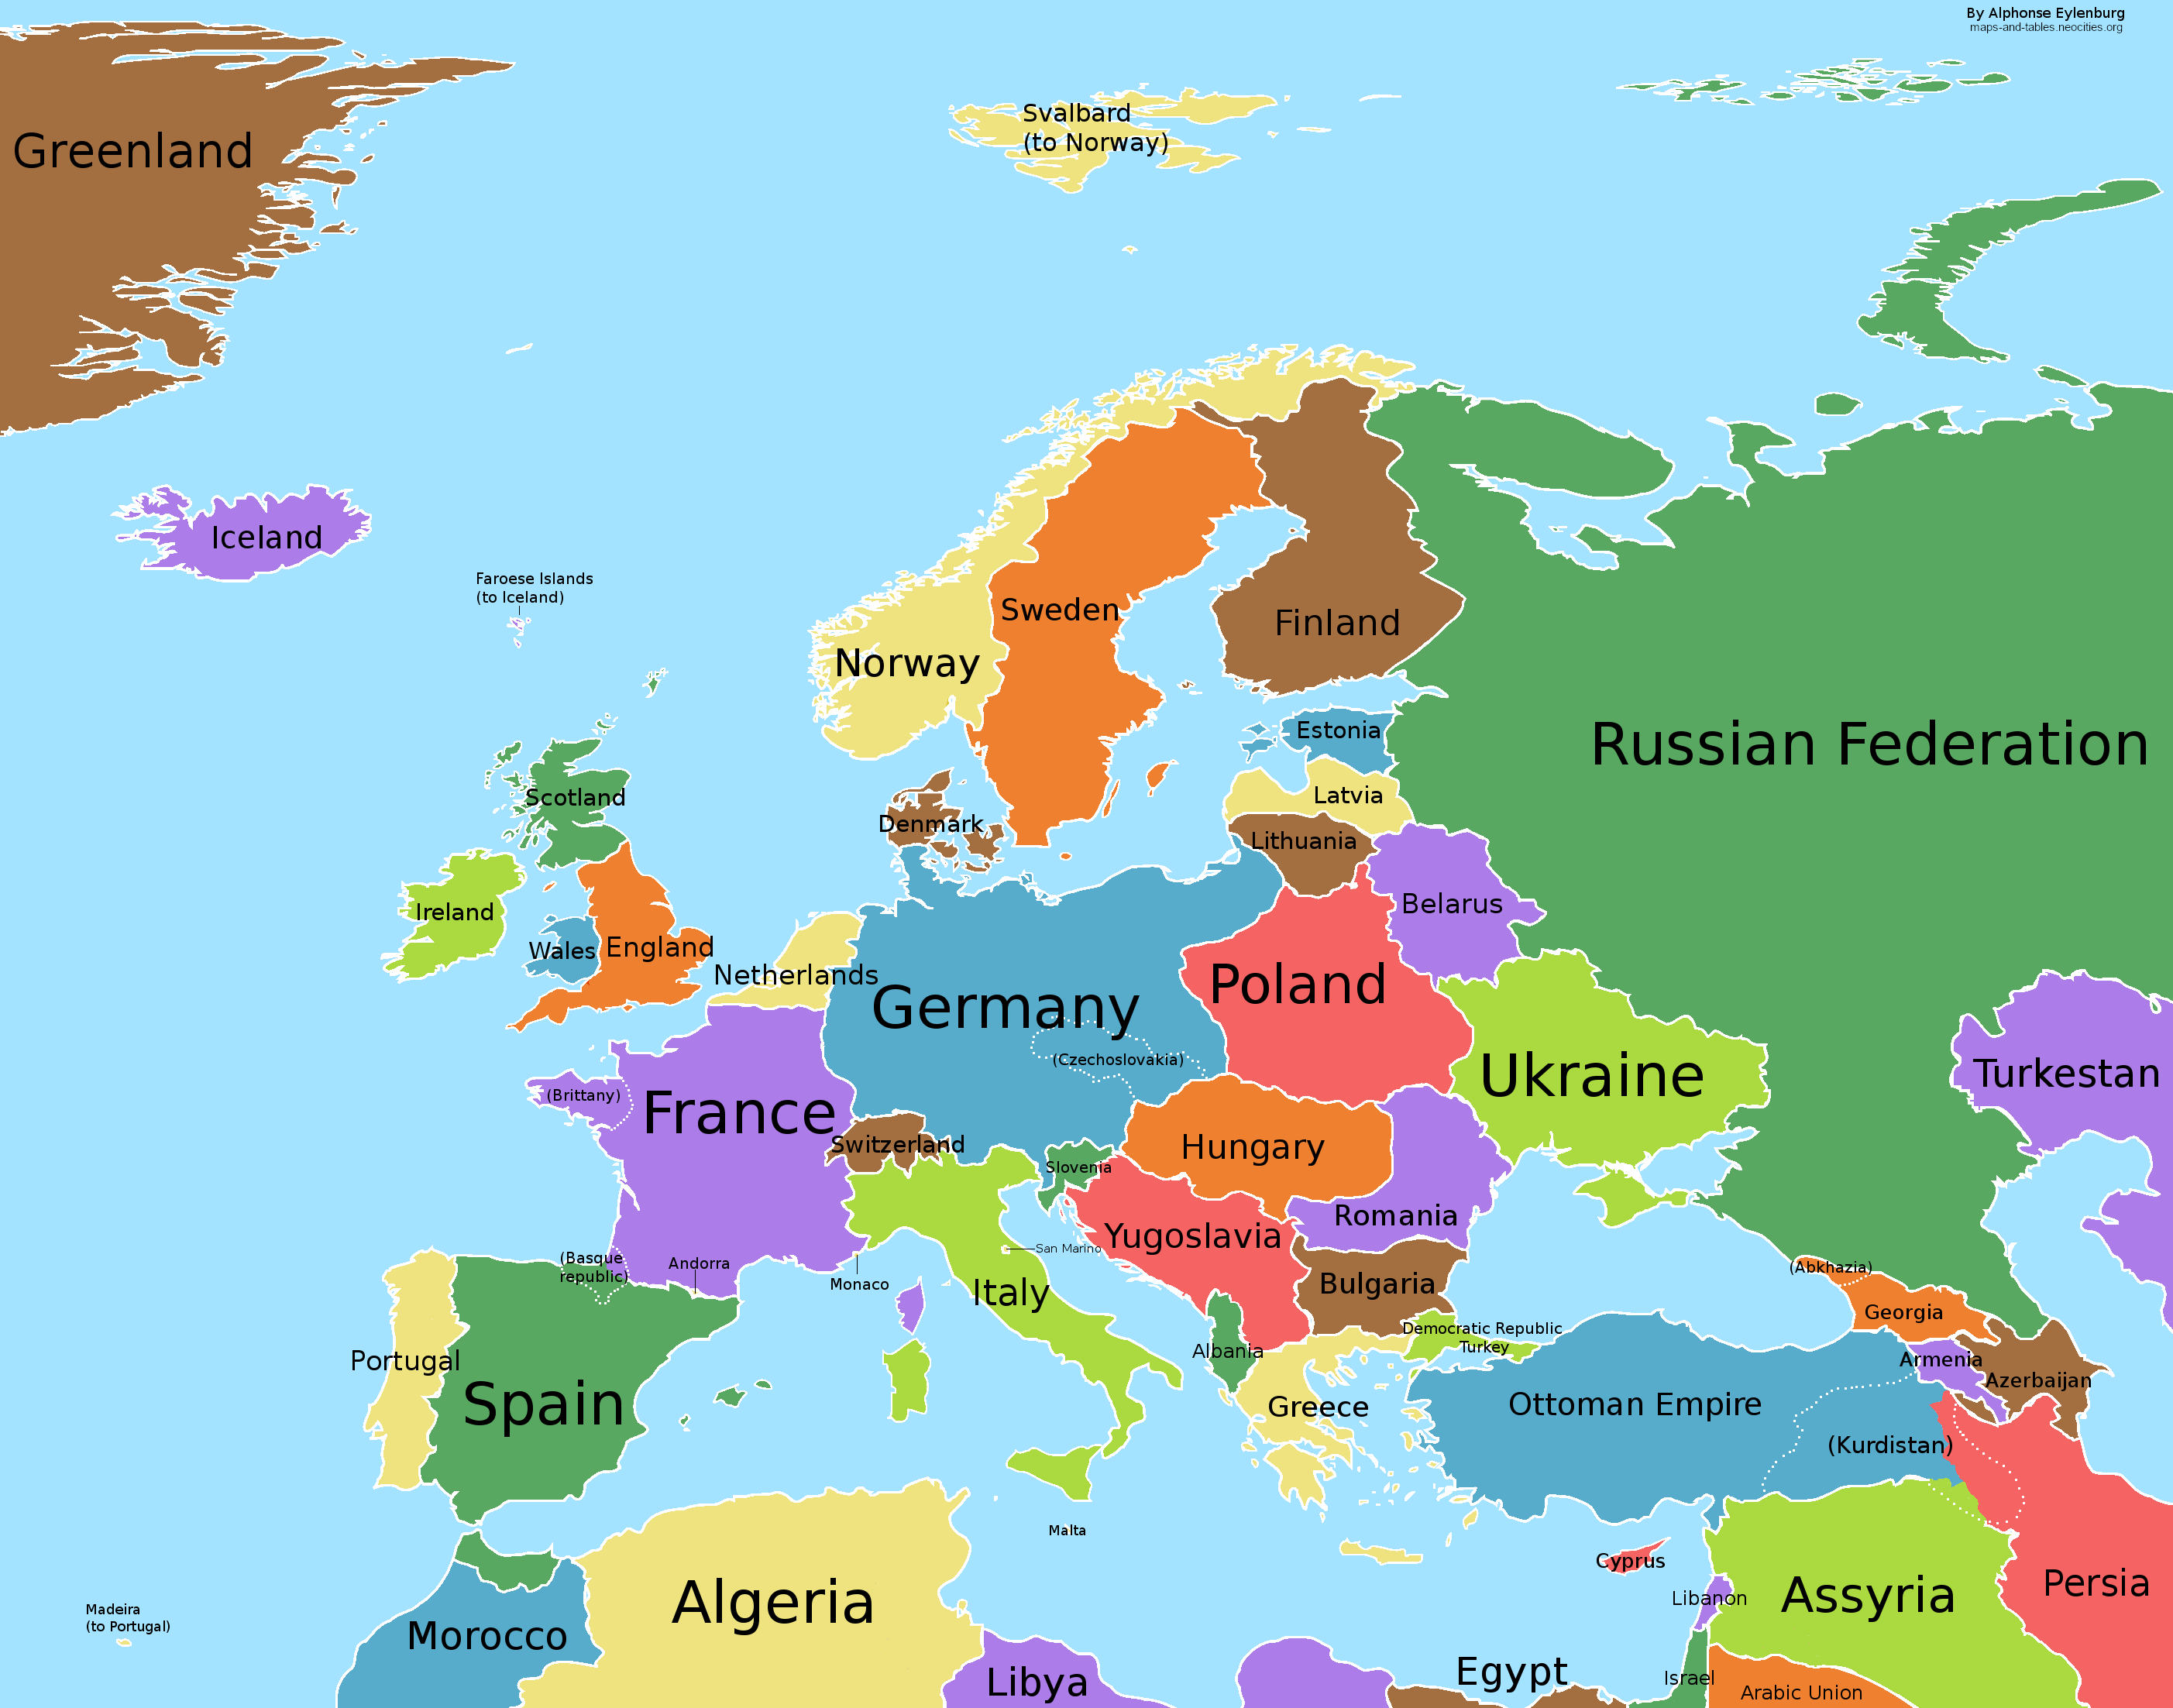 By Alphonse Eylenburg
maps-and-tables.neocities.org
Greenland
Svalbard
(to Norway)
Iceland
Faroese Islands
(to Iceland)
Sweden
Finland
Norway
Russian Federation
Estonia
Scotland
Latvia
Denmark
Lithuania
Ireland
Belarus
Wales
England
Netherlands
Germany
Poland
(Czechoslovakia)
Ukraine
Turkestan
(Brittany)
France
Switzerland
Hungary
Slovenia
Romania
Yugoslavia
San Marino
(Basque
republic)
Andorra
Monaco
Italy
Bulgaria
(Abkhazia)
Georgia
Democratic Republic
Turkey
Albania
Armenia
Azerbaijan
Portugal
Spain
Greece
Ottoman Empire
(Kurdistan)
Malta
Cyprus
Libanon
Assyria
Persia
Madeira
(to Portugal)
Morocco
Algeria
Libya
Egypt
Israel
Arabic Union